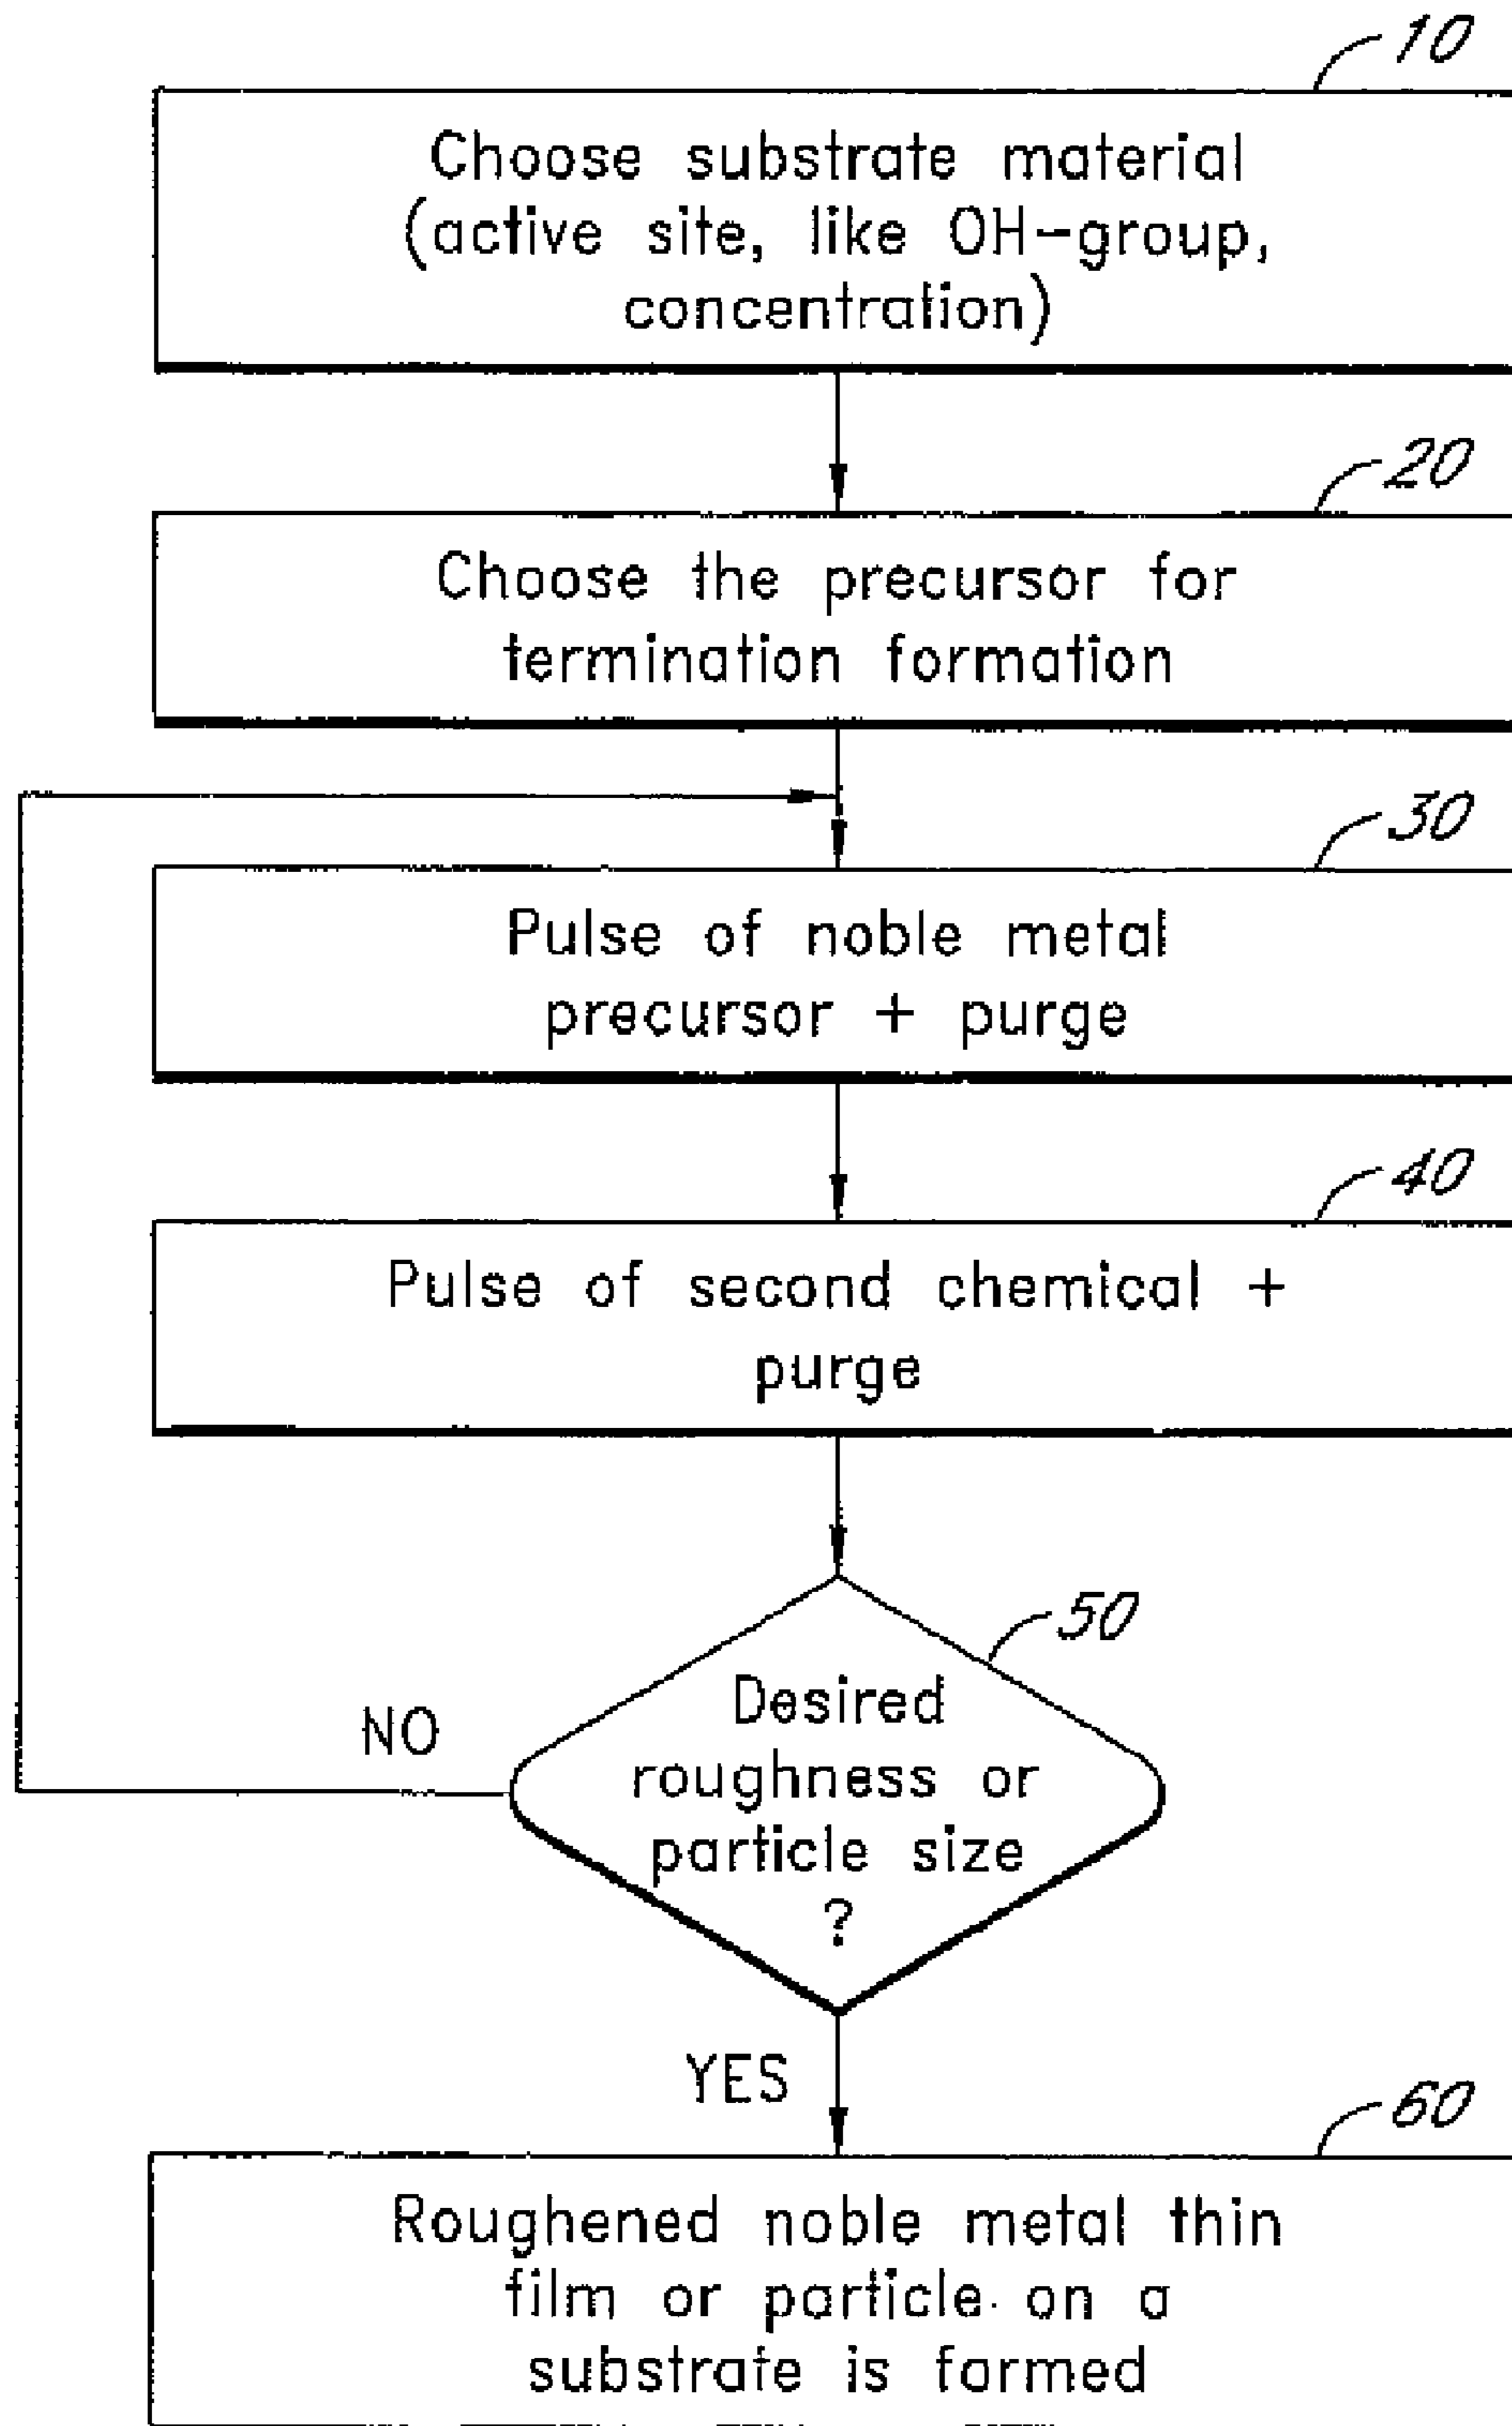 10
Choose substrate material
(active site, like OH-group,
concentration)
20
Choose the precursor for
termination formation
30
Pulse of noble metal
precursor + purge
40
Pulse of second chemical +
purge
50
Desired
roughness or
particle size
?
NO
YES
60
Roughened noble metal thin
film or particle on a
substrate is formed